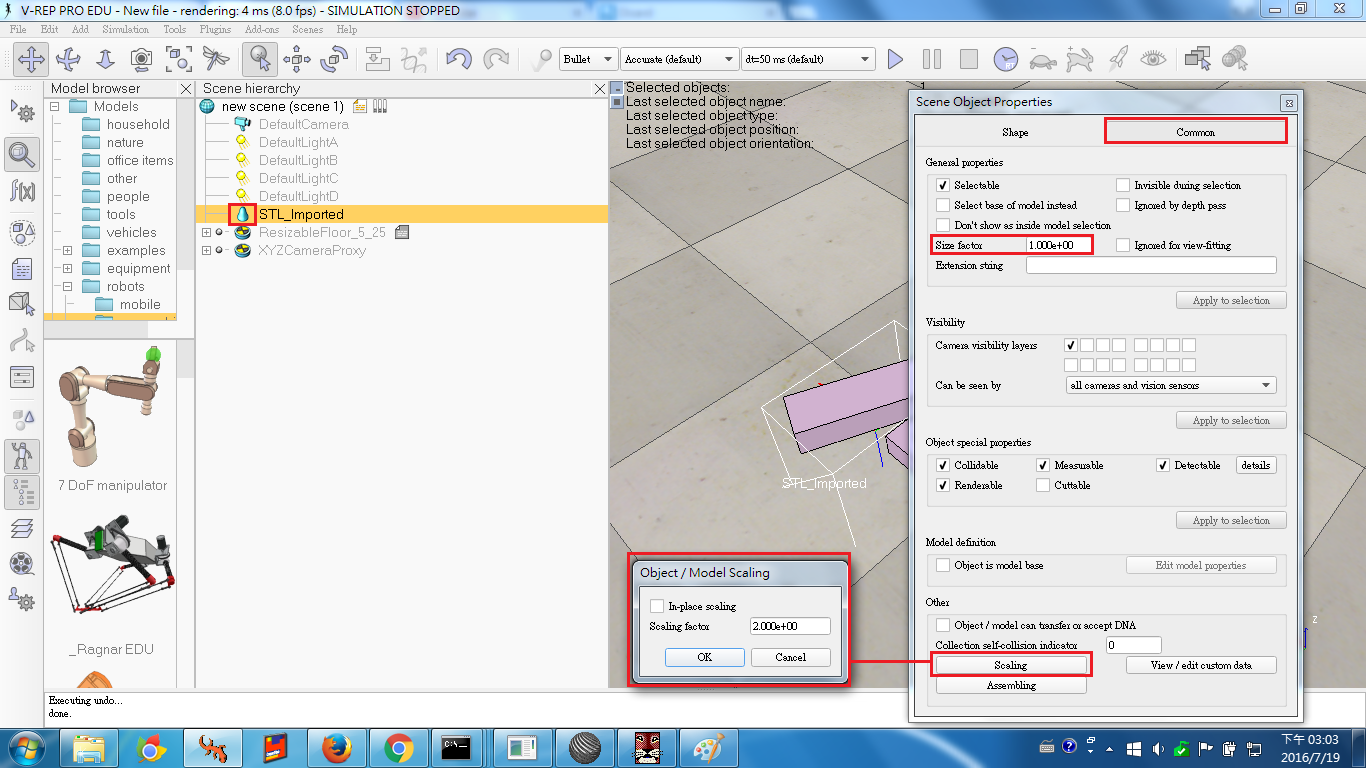 V-REP PRO EDU - New file - rendering: 4 ms (8.0 fps) - SIMULATION STOPPED
File Edit Add Simulation Tools Plugins Add-ons Scenes Help
Bullet Accurate (default) dt=50 ms (default)
Model browser
Models
household
nature
office items
other
people
tools
vehicles
examples
equipment
robots
mobile
7 DoF manipulator
_Ragnar EDU
Scene hierarchy
new scene (scene 1)
DefaultCamera
DefaultLightA
DefaultLightB
DefaultLightC
DefaultLightD
STL_Imported
ResizableFloor_5_25
XYZCameraProxy
Selected objects:
Last selected object name:
Last selected object type:
Last selected object position:
Last selected object orientation:
STL_Imported
z
Object / Model Scaling
In-place scaling
Scaling factor 2.000e+00
OK Cancel
Scene Object Properties
Shape Common
General properties
Selectable Invisible during selection
Select base of model instead Ignored by depth pass
Don't show as inside model selection
Size factor 1.000e+00 Ignored for view-fitting
Extension string
Apply to selection
Visibility
Camera visibility layers
Can be seen by all cameras and vision sensors
Apply to selection
Object special properties
Collidable Measurable Detectable details
Renderable Cuttable
Apply to selection
Model definition
Object is model base Edit model properties
Other
Object / model can transfer or accept DNA
Collection self-collision indicator 0
Scaling View / edit custom data
Assembling
Executing undo...
done.
下午 03:03
2016/7/19